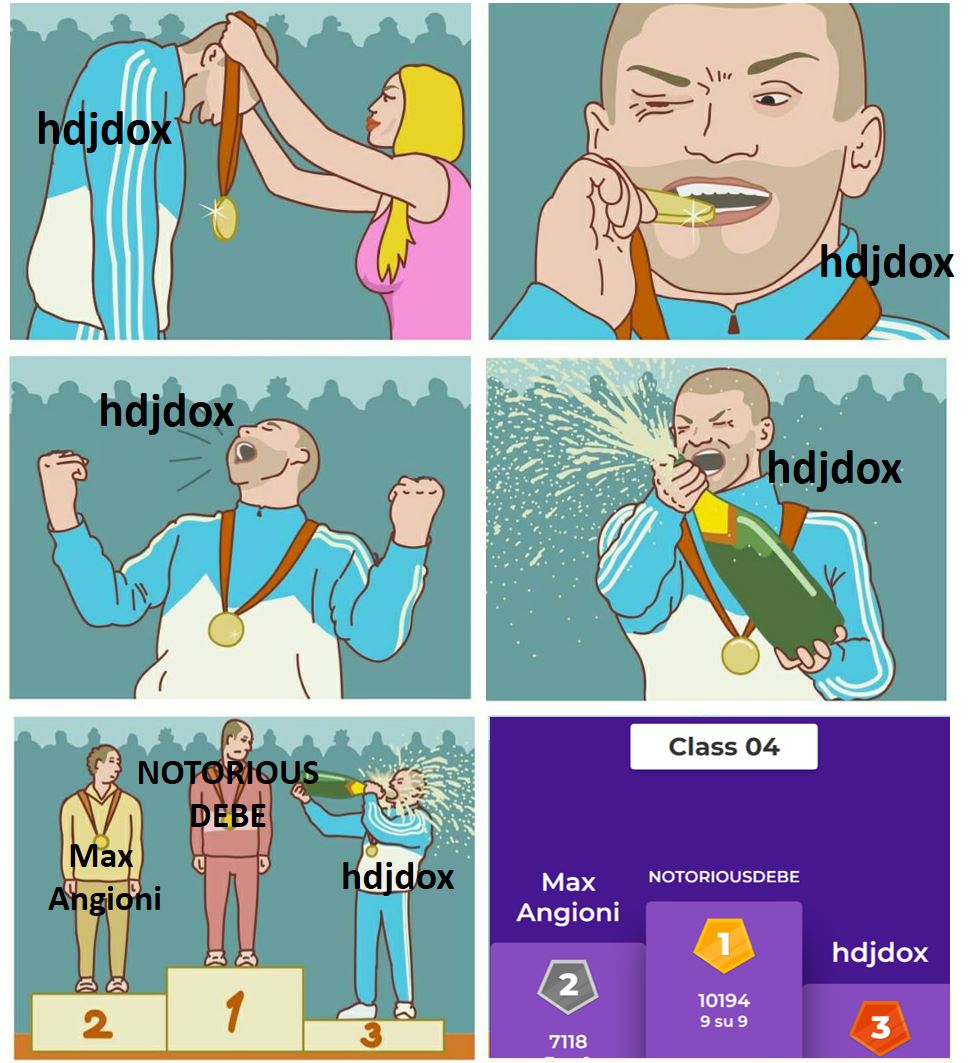 hdjdox
hdjdox
hdjdox
hdjdox
NOTORIOUS
DEBE
Max
Angioni
hdjdox
2
1
3
Class 04
Max
Angioni
NOTORIOUSDEBE
hdjdox
2
7118
1
10194
9 su 9
3